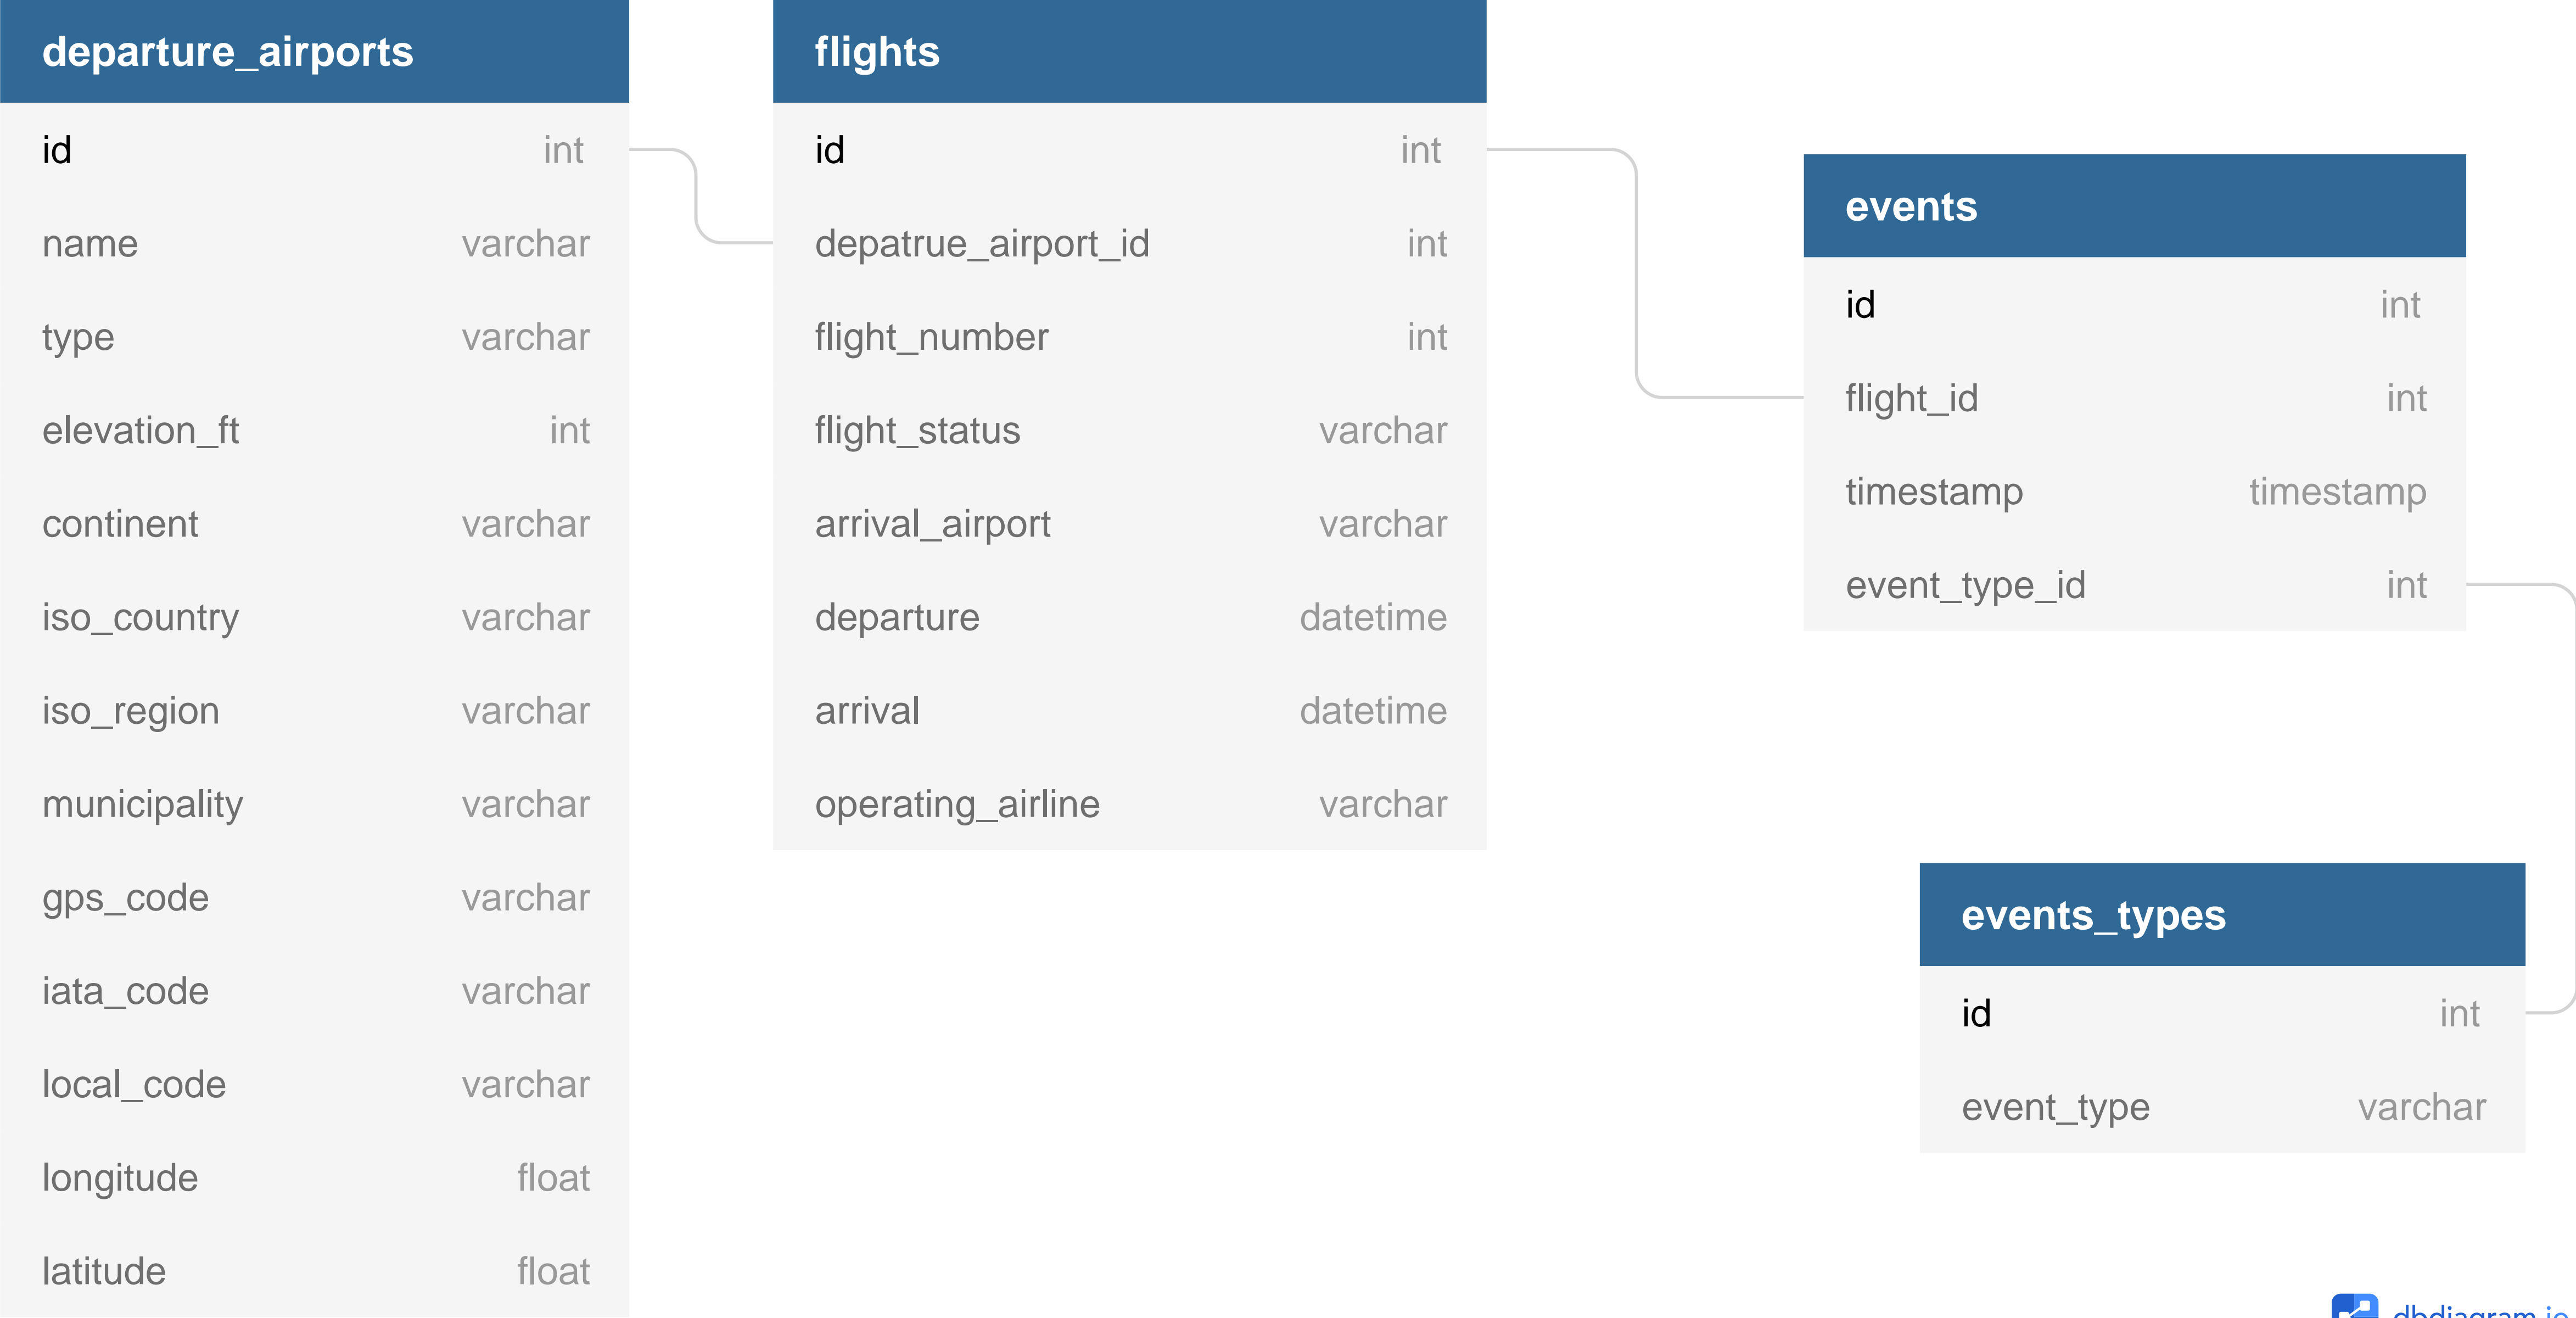 departure_airports
id int
name varchar
type varchar
elevation_ft int
continent varchar
iso_country varchar
iso_region varchar
municipality varchar
gps_code varchar
iata_code varchar
local_code varchar
longitude float
latitude float
flights
id int
depatrue_airport_id int
flight_number int
flight_status varchar
arrival_airport varchar
departure datetime
arrival datetime
operating_airline varchar
events
id int
flight_id int
timestamp timestamp
event_type_id int
events_types
id int
event_type varchar
dbdiagram.io